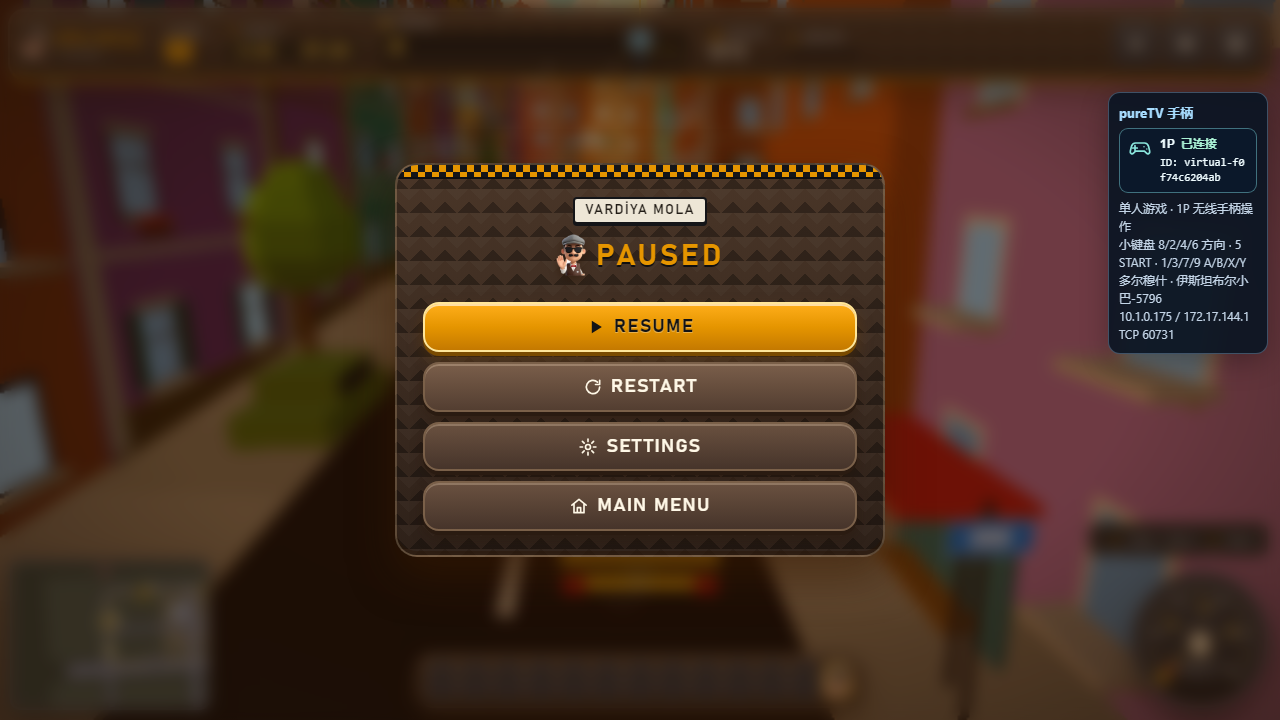 VARDİYA MOLA
PAUSED
RESUME
RESTART
SETTINGS
MAIN MENU
pureTV 手柄
1P 已连接
ID: virtual-f0
f74c6204ab
单人游戏 · 1P 无线手柄操
作
小键盘 8/2/4/6 方向 · 5
START · 1/3/7/9 A/B/X/Y
多尔穆什 · 伊斯坦布尔小
巴-5796
10.1.0.175 / 172.17.144.1
TCP 60731